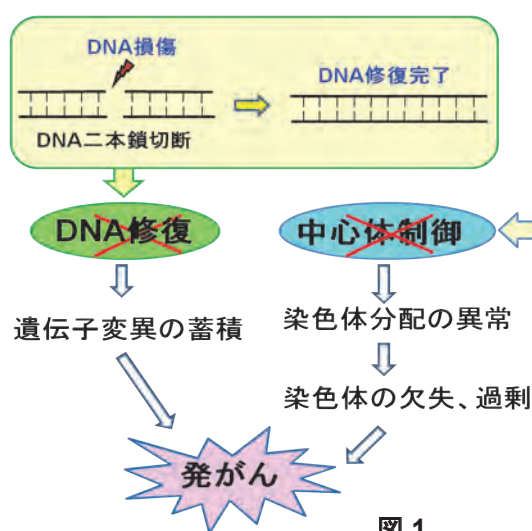 DNA損傷
DNA修復完了
DNA二本鎖切断
DNA修復
中心体制御
遺伝子変異の蓄積
染色体分配の異常
染色体の欠失、過剰
発がん
図1